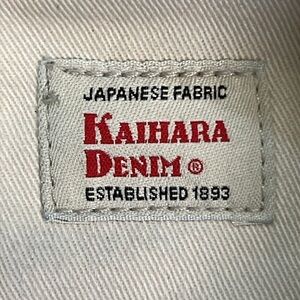 JAPANESE FABRIC
KAIHARA
DENIM ®
ESTABLISHED 1893